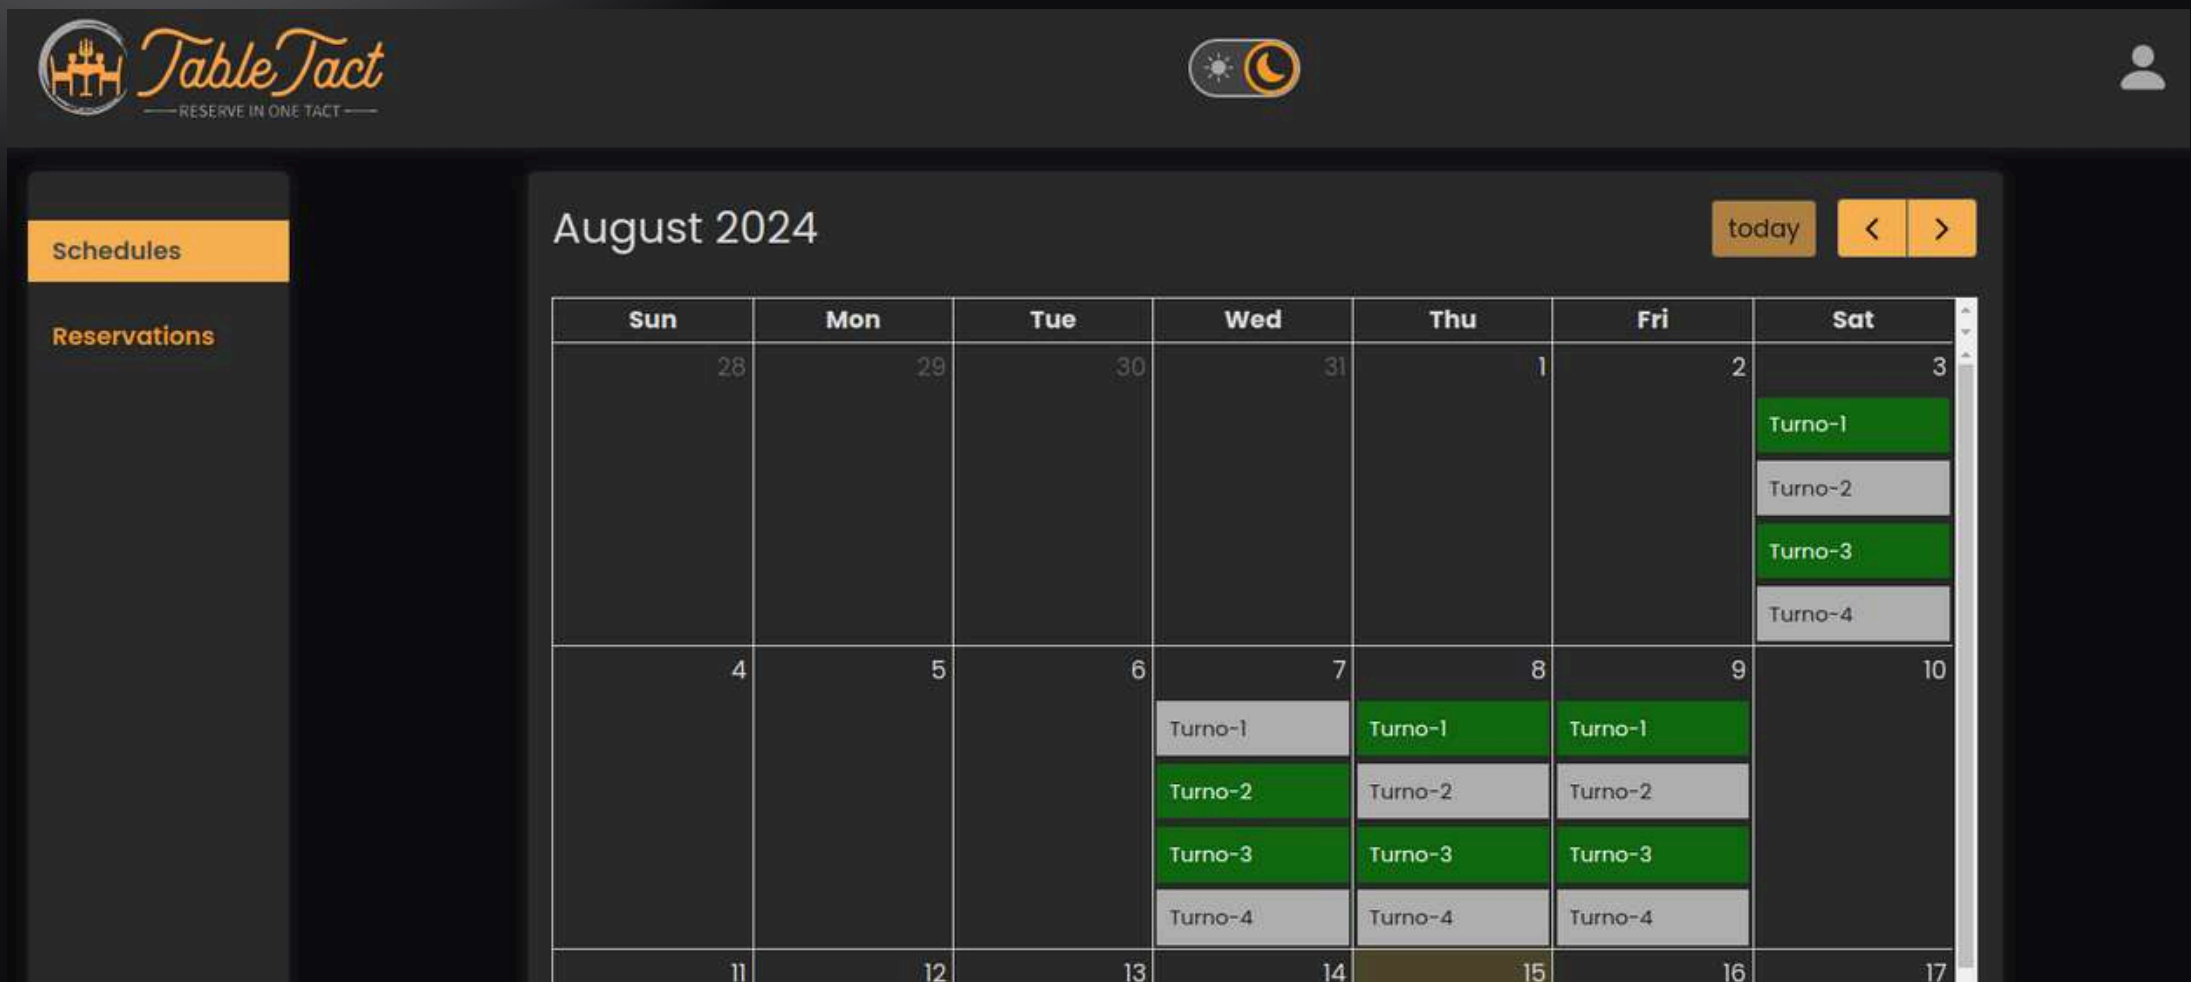 TableTact
RESERVE IN ONE TACT
Schedules
Reservations
August 2024
today
Sun Mon Tue Wed Thu Fri Sat
28 29 30 31 1 2 3
Turno-1
Turno-2
Turno-3
Turno-4
4 5 6 7 8 9 10
Turno-1 Turno-1 Turno-1
Turno-2 Turno-2 Turno-2
Turno-3 Turno-3 Turno-3
Turno-4 Turno-4 Turno-4
11 12 13 14 15 16 17